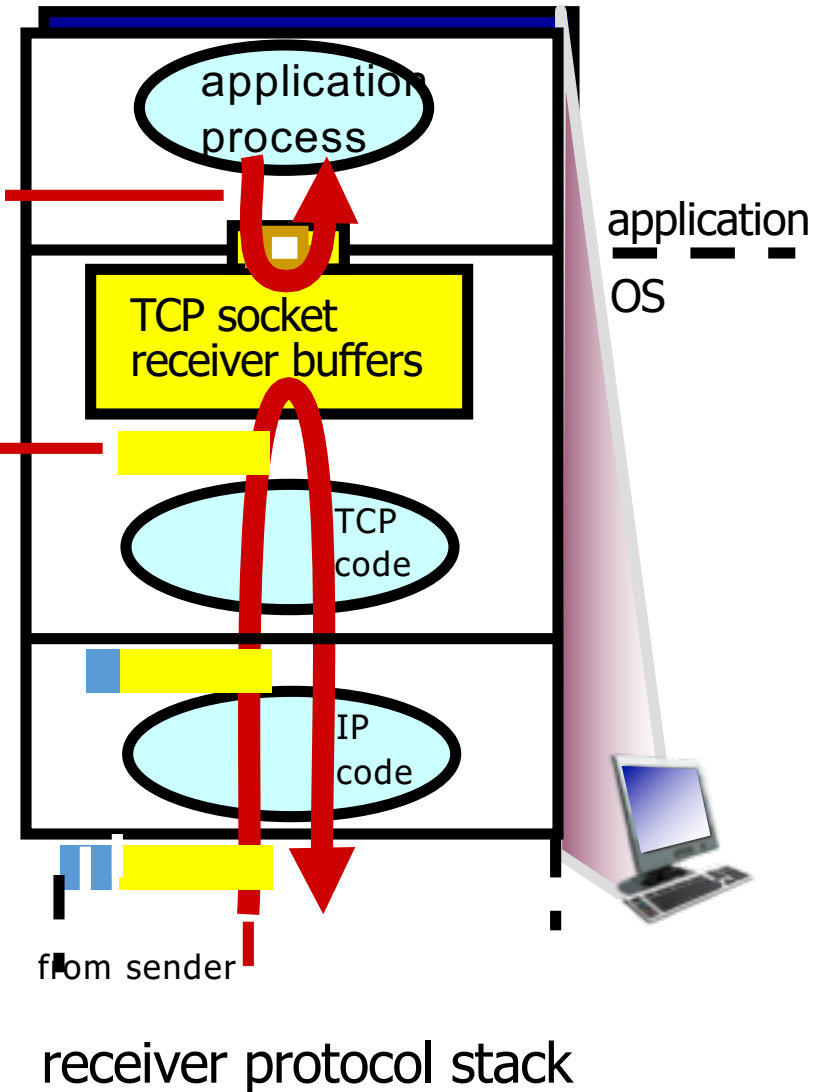 application
process
application
OS
TCP socket
receiver buffers
TCP
code
IP
code
from sender
receiver protocol stack